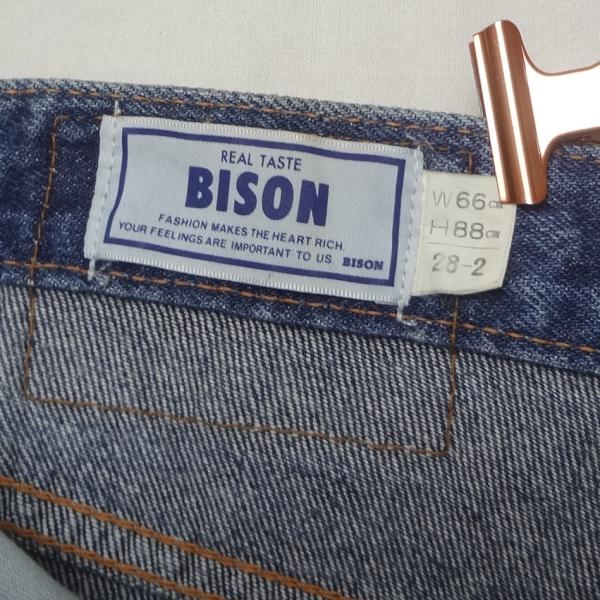 REAL TASTE
BISON
FASHION MAKES THE HEART RICH.
YOUR FEELINGS ARE IMPORTANT TO US. BISON
W66cm
H88cm
28-2